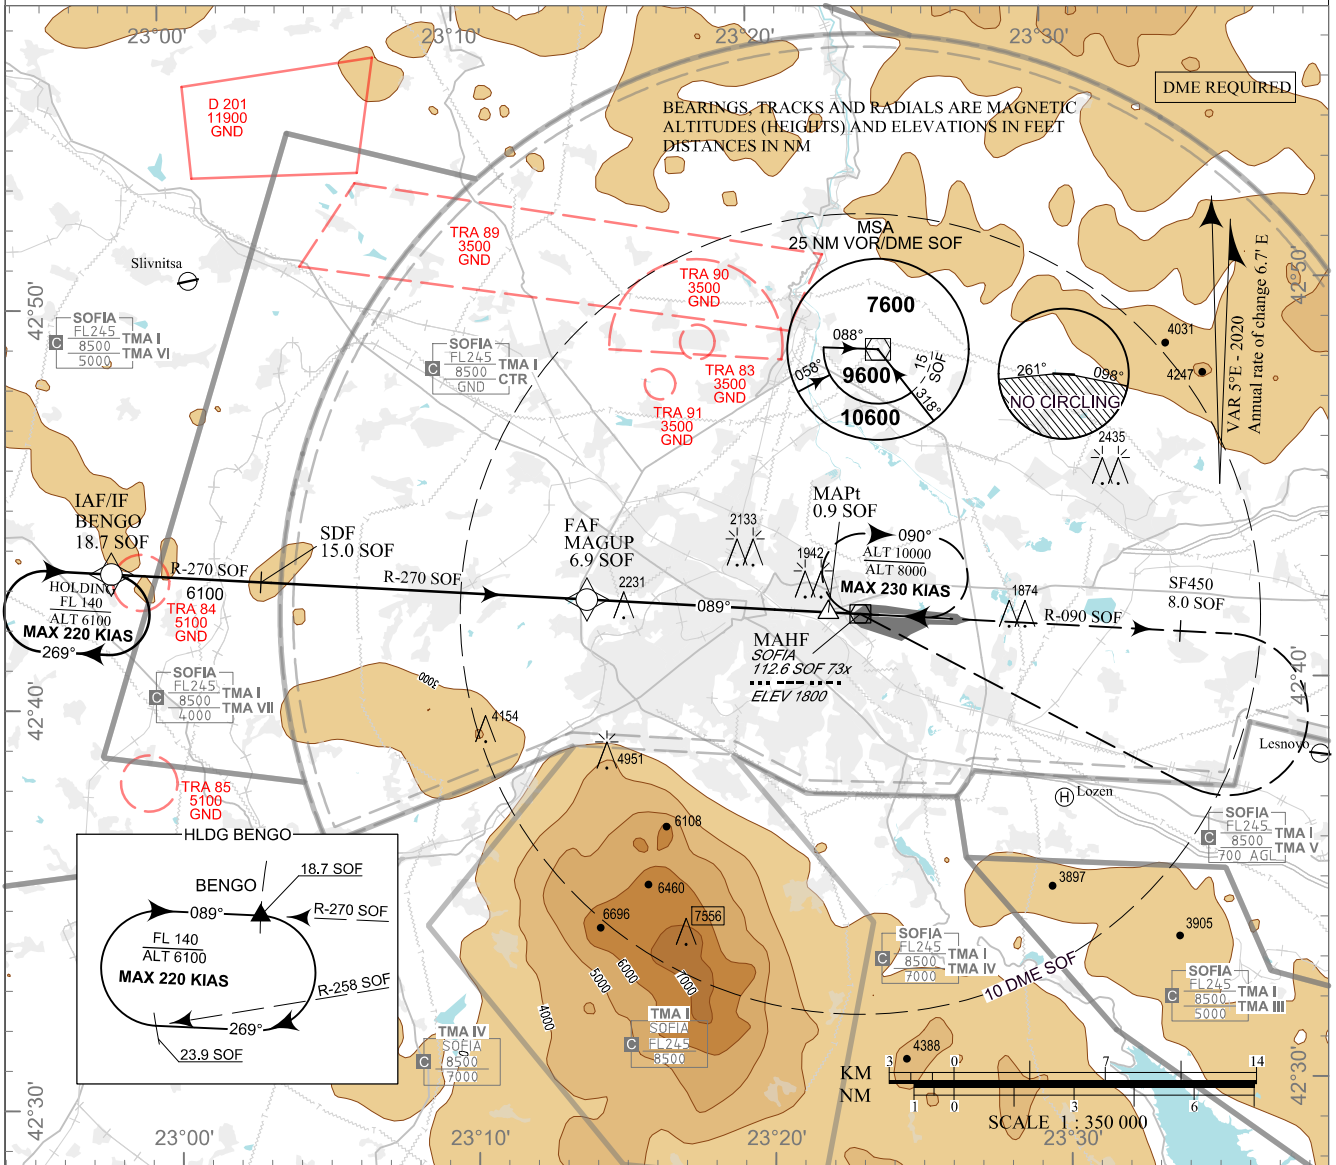 23°00'
23°10'
23°20'
23°30'
DME REQUIRED
BEARINGS, TRACKS AND RADIALS ARE MAGNETIC
ALTITUDES (HEIGHTS) AND ELEVATIONS IN FEET
DISTANCES IN NM
D 201
11900
GND
TRA 89
3500
GND
TRA 90
3500
GND
TRA 83
3500
GND
TRA 91
3500
GND
MSA
25 NM VOR/DME SOF
7600
088°
058°
9600
15
SOF
318°
10600
261°
098°
NO CIRCLING
4031
4247
VAR 5°E - 2020
Annual rate of change 6.7' E
42°50'
42°50'
Slivnitsa
SOFIA
FL245
8500
5000
C
TMA I
TMA VI
SOFIA
FL245
8500
GND
C
TMA I
CTR
2435
IAF/IF
BENGO
18.7 SOF
SDF
15.0 SOF
FAF
MAGUP
6.9 SOF
2133
MAPt
0.9 SOF
1942
090°
ALT 10000
ALT 8000
MAX 230 KIAS
R-270 SOF
6100
R-270 SOF
2231
089°
1874
R-090 SOF
SF450
8.0 SOF
HOLDING
FL 140
ALT 6100
MAX 220 KIAS
269°
TRA 84
5100
GND
MAHF
SOFIA
112.6 SOF 73x
ELEV 1800
42°40'
42°40'
SOFIA
FL245
8500
4000
C
TMA I
TMA VII
3000
4154
4951
Lesnovo
TRA 85
5100
GND
H
Lozen
SOFIA
FL245
8500
700 AGL
C
TMA I
TMA V
6108
6460
6696
7556
3897
3905
HLDG BENGO
18.7 SOF
BENGO
089°
R-270 SOF
FL 140
ALT 6100
MAX 220 KIAS
R-258 SOF
269°
23.9 SOF
4000
5000
6000
7000
SOFIA
FL245
8500
7000
C
TMA I
TMA IV
10 DME SOF
SOFIA
FL245
8500
5000
C
TMA I
TMA III
TMA IV
SOFIA
8500
7000
C
TMA I
SOFIA
FL245
8500
C
4388
KM
3
0
7
14
NM
1
0
3
6
SCALE 1 : 350 000
42°30'
42°30'
23°00'
23°10'
23°20'
23°30'